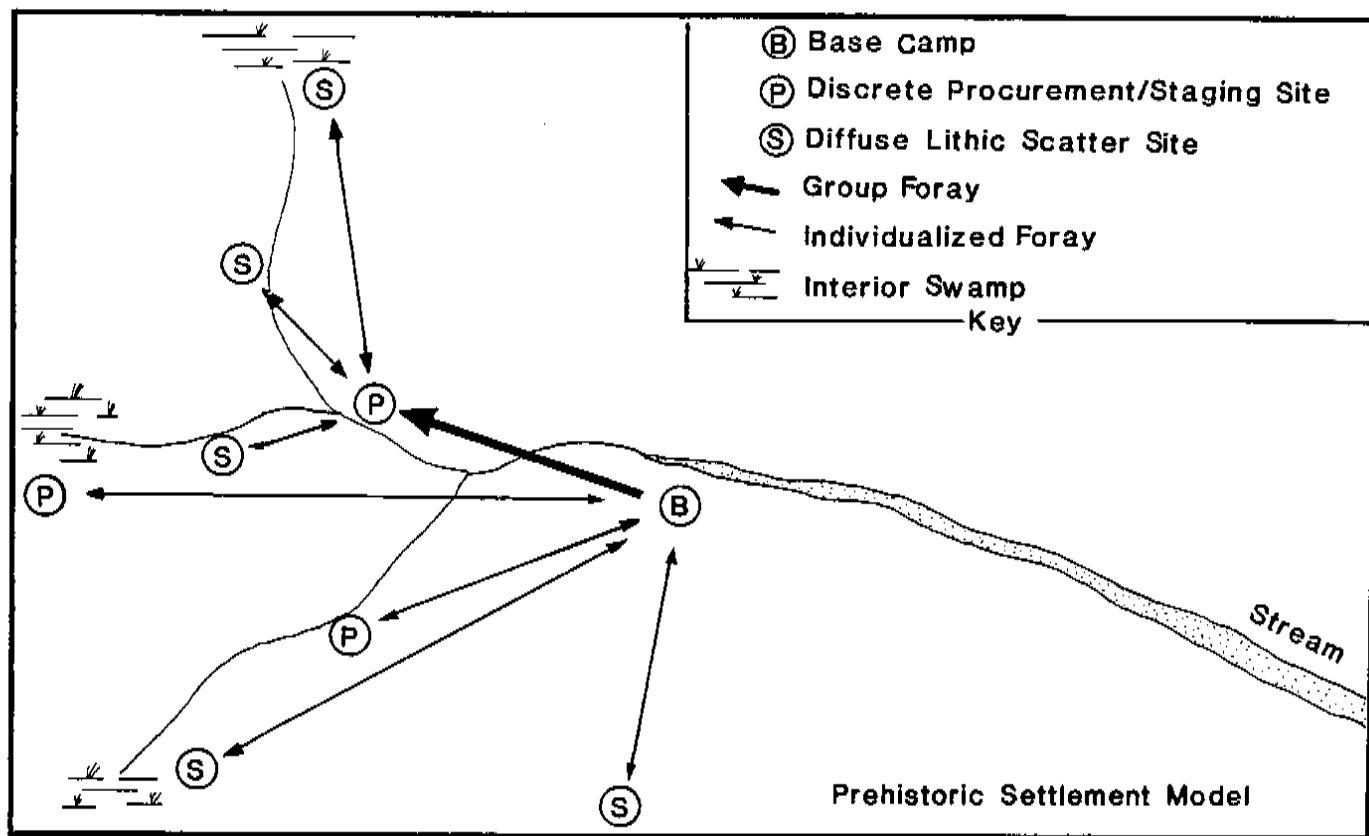 Ⓑ Base Camp
Ⓟ Discrete Procurement/Staging Site
Ⓢ Diffuse Lithic Scatter Site
Group Foray
Individualized Foray
Interior Swamp
Key
S
S
P
S
P
B
P
S
S
Stream
Prehistoric Settlement Model